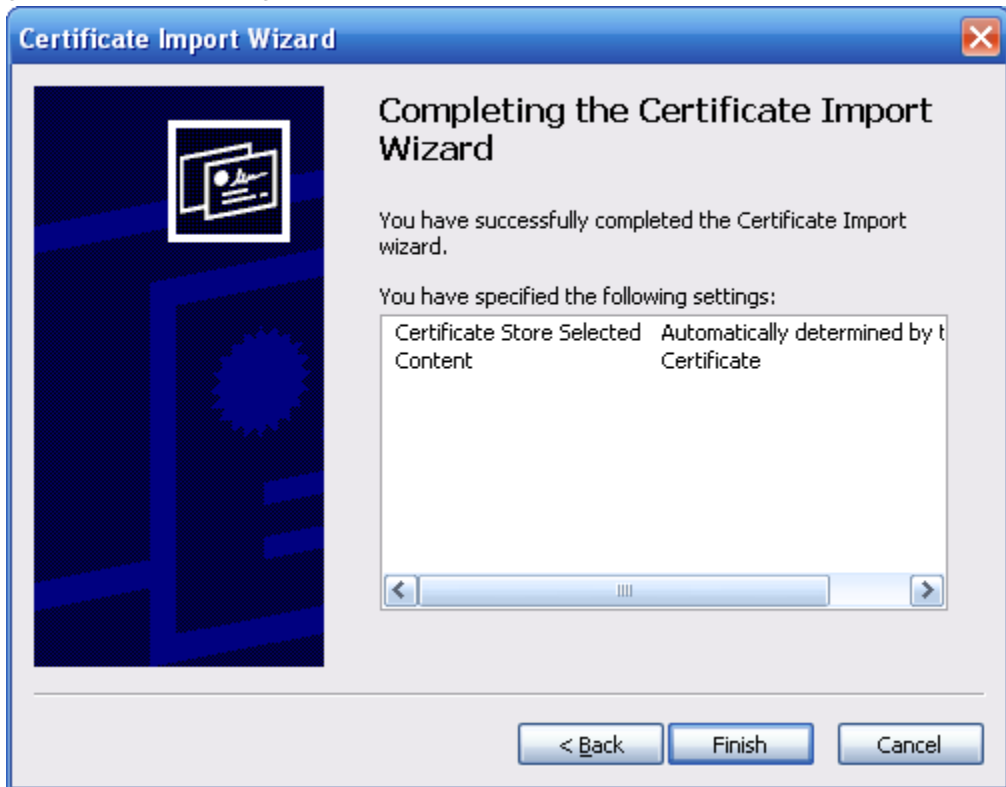 Certificate Import Wizard
Completing the Certificate Import
Wizard
You have successfully completed the Certificate Import
wizard.
You have specified the following settings:
Certificate Store Selected Automatically determined by t
Content Certificate
< Back Finish Cancel